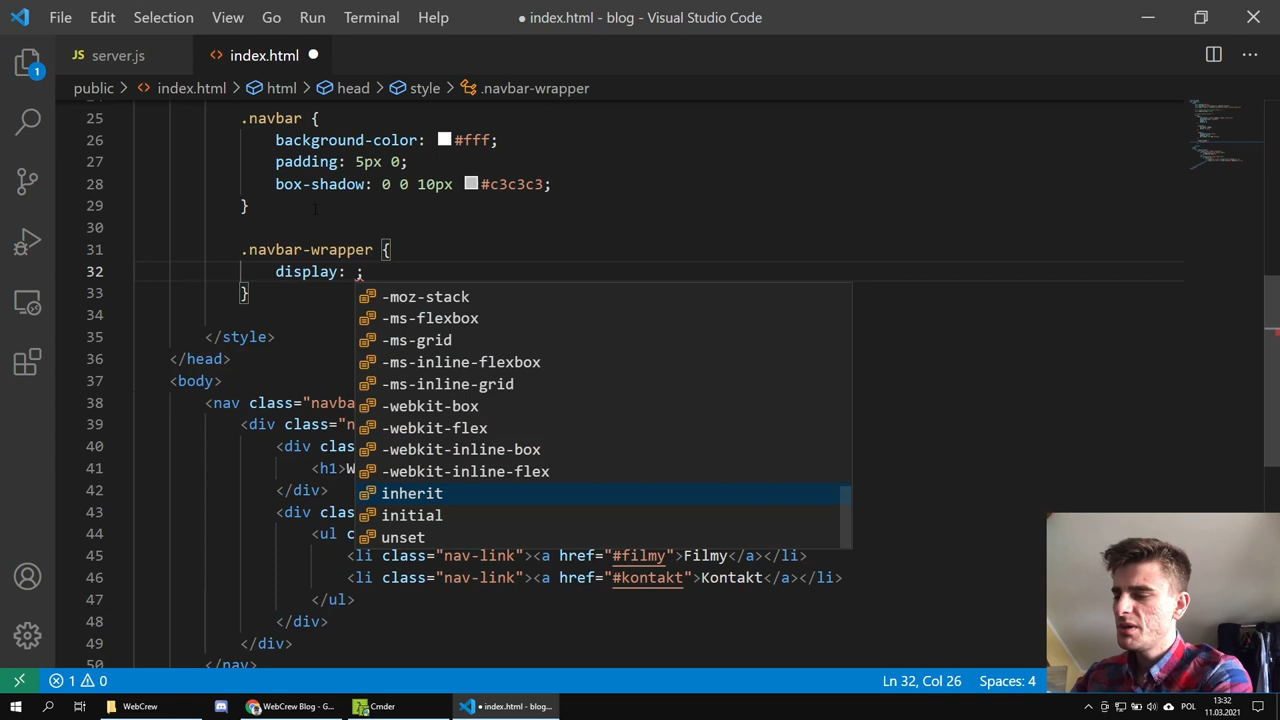 File Edit Selection View Go Run Terminal Help
● index.html - blog - Visual Studio Code
JS server.js
<> index.html
1
public > <> index.html > html > head > style > .navbar-wrapper
25 .navbar {
26 background-color: #fff;
27 padding: 5px 0;
28 box-shadow: 0 0 10px #c3c3c3;
29 }
30
31 .navbar-wrapper {
32 display: ;
33 }
34
35 </style>
36 </head>
37 <body>
38 <nav class="navba
39 <div class="n
40 <div clas
41 <h1>W
42 </div>
43 <div clas
44 <ul c
45 <li class="nav-link"><a href="#filmy">Filmy</a></li>
46 <li class="nav-link"><a href="#kontakt">Kontakt</a></li>
47 </ul>
48 </div>
49 </div>
50 </nav>
-moz-stack
-ms-flexbox
-ms-grid
-ms-inline-flexbox
-ms-inline-grid
-webkit-box
-webkit-flex
-webkit-inline-box
-webkit-inline-flex
inherit
initial
unset
1 0
Ln 32, Col 26 Spaces: 4
WebCrew
WebCrew Blog - G...
Cmder
● index.html - blog...
POL
13:32
11.03.2021